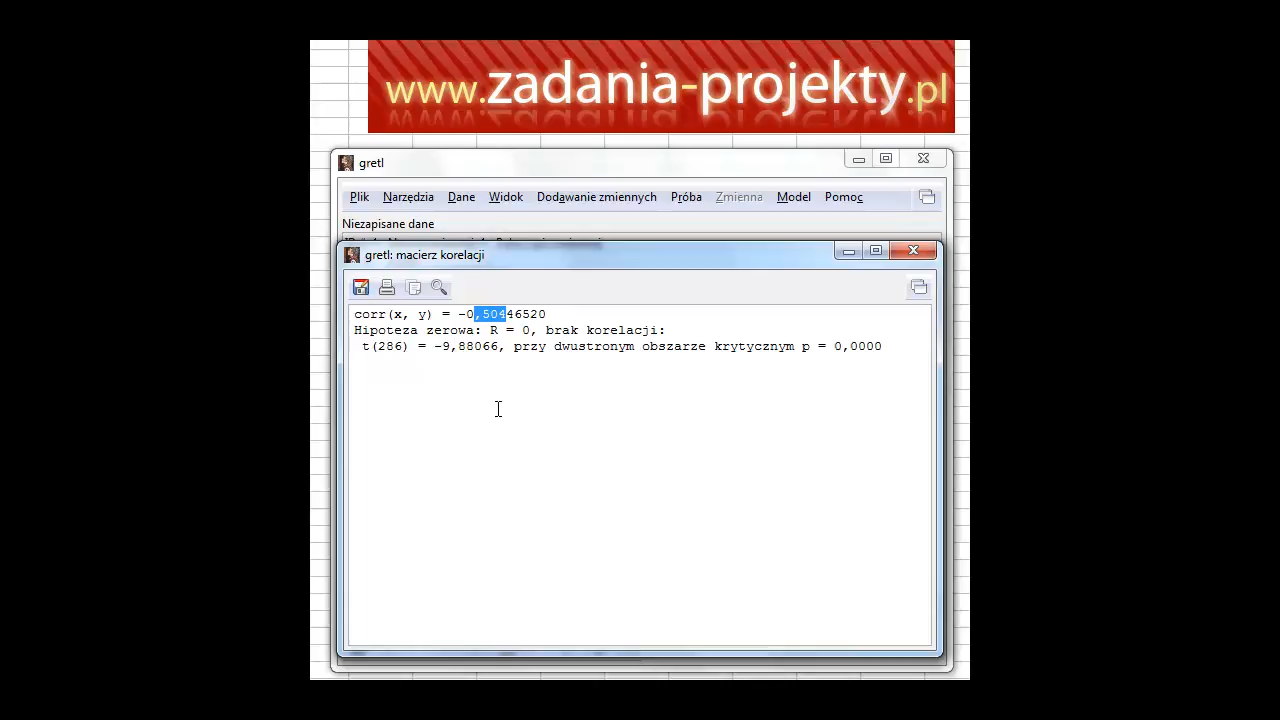 www.zadania-projekty.pl
gretl
Plik Narzędzia Dane Widok Dodawanie zmiennych Próba Zmienna Model Pomoc
Niezapisane dane
gretl: macierz korelacji
corr(x, y) = -0,50446520
Hipoteza zerowa: R = 0, brak korelacji:
t(286) = -9,88066, przy dwustronym obszarze krytycznym p = 0,0000